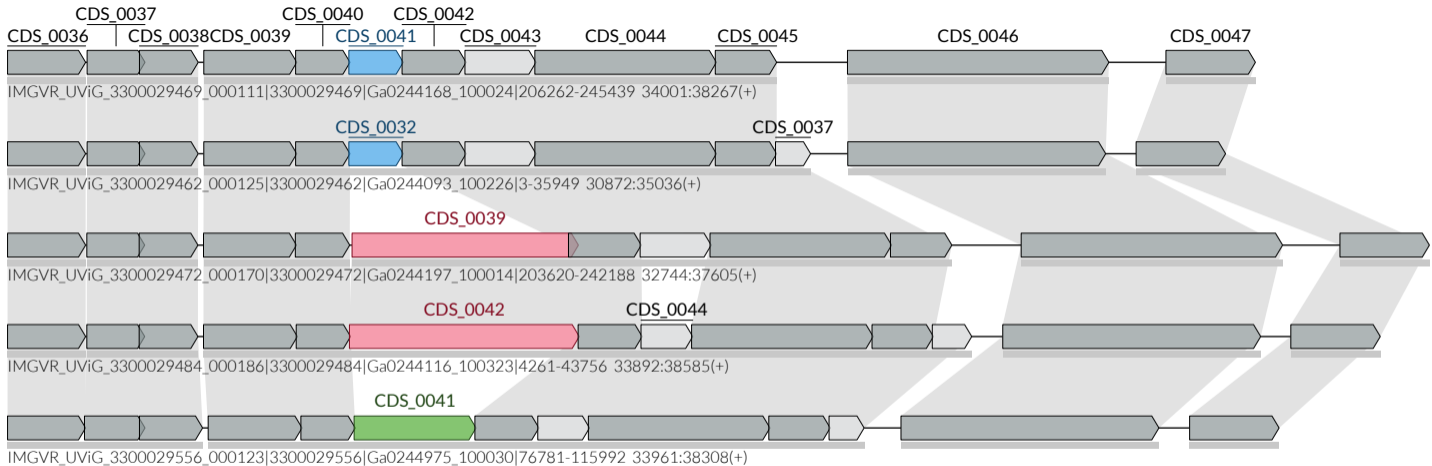 CDS_0037 CDS_0040 CDS_0042
CDS_0036 CDS_0038 CDS_0039 CDS_0041 CDS_0043 CDS_0044 CDS_0045 CDS_0046 CDS_0047
IMGVR_UViG_3300029469_000111|3300029469|Ga0244168_100024|206262-245439 34001:38267(+)
CDS_0032 CDS_0037
IMGVR_UViG_3300029462_000125|3300029462|Ga0244093_100226|3-35949 30872:35036(+)
CDS_0039
IMGVR_UViG_3300029472_000170|3300029472|Ga0244197_100014|203620-242188 32744:37605(+)
CDS_0042 CDS_0044
IMGVR_UViG_3300029484_000186|3300029484|Ga0244116_100323|4261-43756 33892:38585(+)
CDS_0041
IMGVR_UViG_3300029556_000123|3300029556|Ga0244975_100030|76781-115992 33961:38308(+)